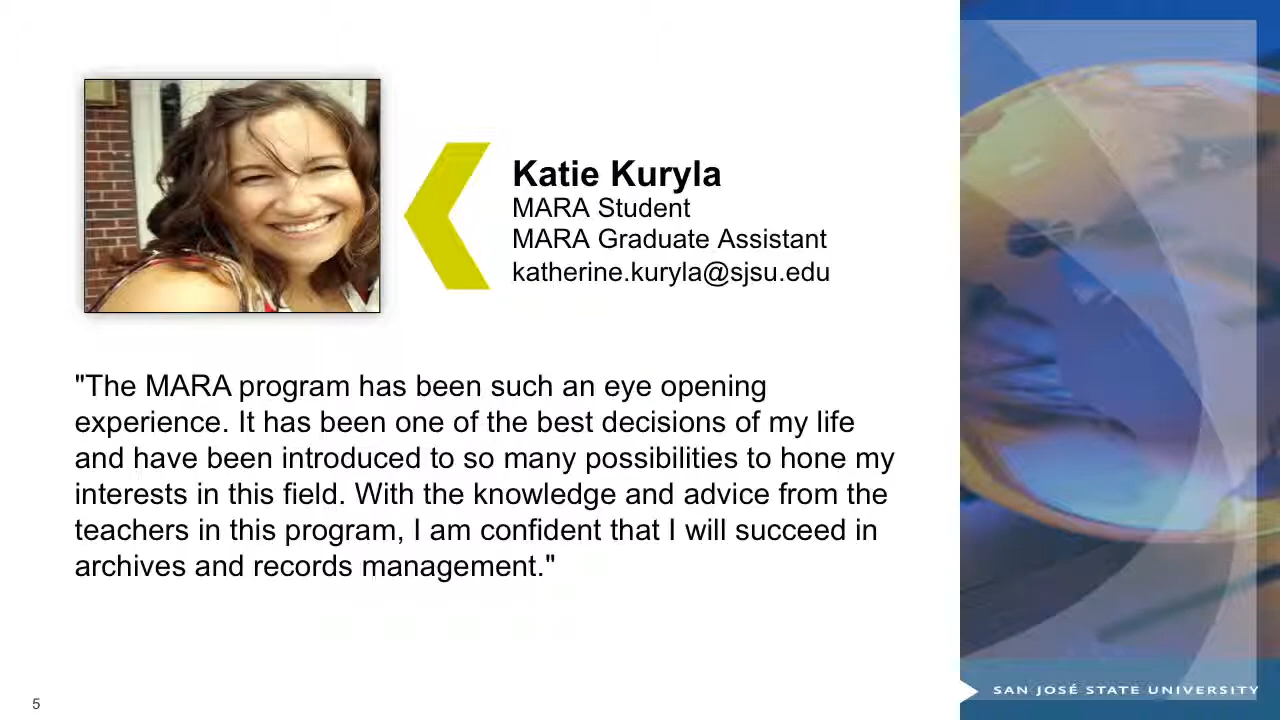 Katie Kuryla
MARA Student
MARA Graduate Assistant
katherine.kuryla@sjsu.edu
"The MARA program has been such an eye opening
experience. It has been one of the best decisions of my life
and have been introduced to so many possibilities to hone my
interests in this field. With the knowledge and advice from the
teachers in this program, I am confident that I will succeed in
archives and records management."
5
SAN JOSÉ STATE UNIVERSITY